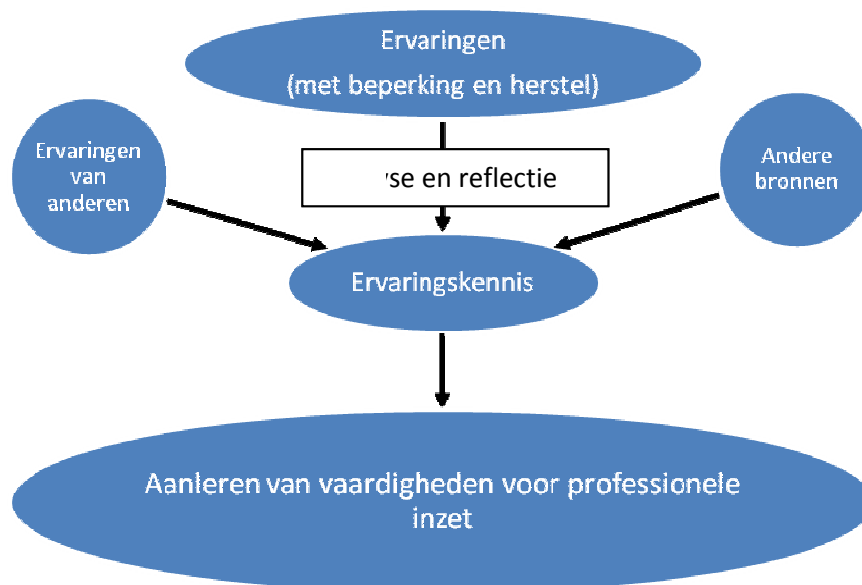 Ervaringen
(met beperking en herstel)
Ervaringen
van
anderen
yse en reflectie
Andere
bronnen
Ervaringskennis
Aanleren van vaardigheden voor professionele
inzet